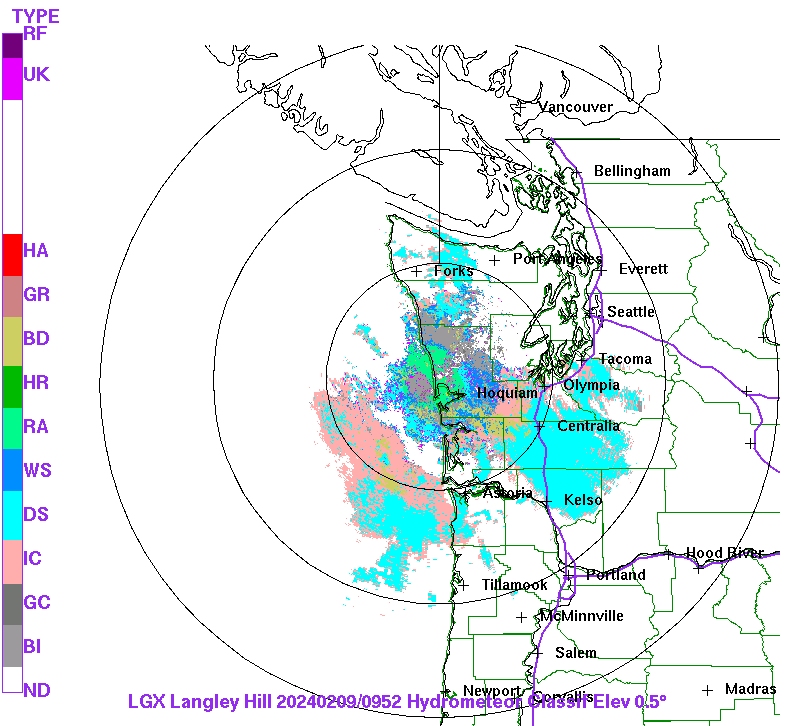 TYPE
RF
UK
HA
GR
BD
HR
RA
WS
DS
IC
GC
BI
ND
Vancouver
Bellingham
Port Angeles
Forks
Everett
Seattle
Tacoma
Olympia
Hoquiam
Centralia
Astoria
Kelso
Hood River
Portland
Tillamook
McMinnville
Salem
Newport
Corvallis
Madras
LGX Langley Hill 20240209/0952 Hydrometeor Classif Elev 0.5°